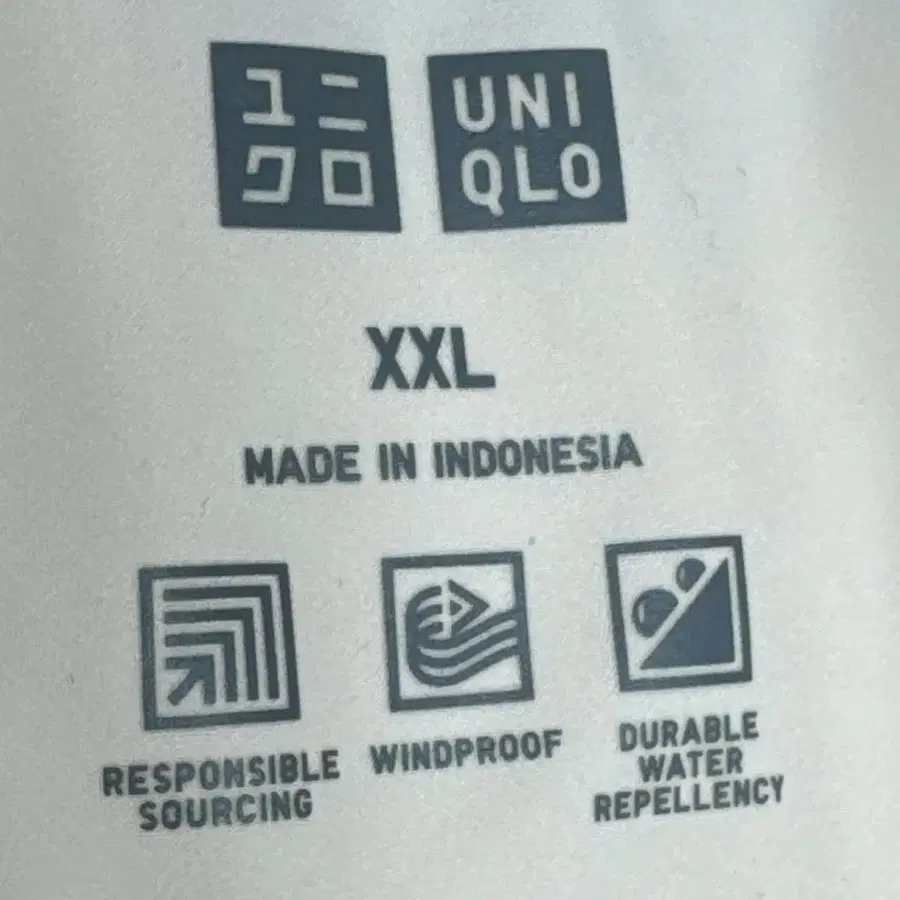 ユニ
クロ
UNI
QLO
XXL
MADE IN INDONESIA
RESPONSIBLE
SOURCING
WINDPROOF
DURABLE
WATER
REPELLENCY